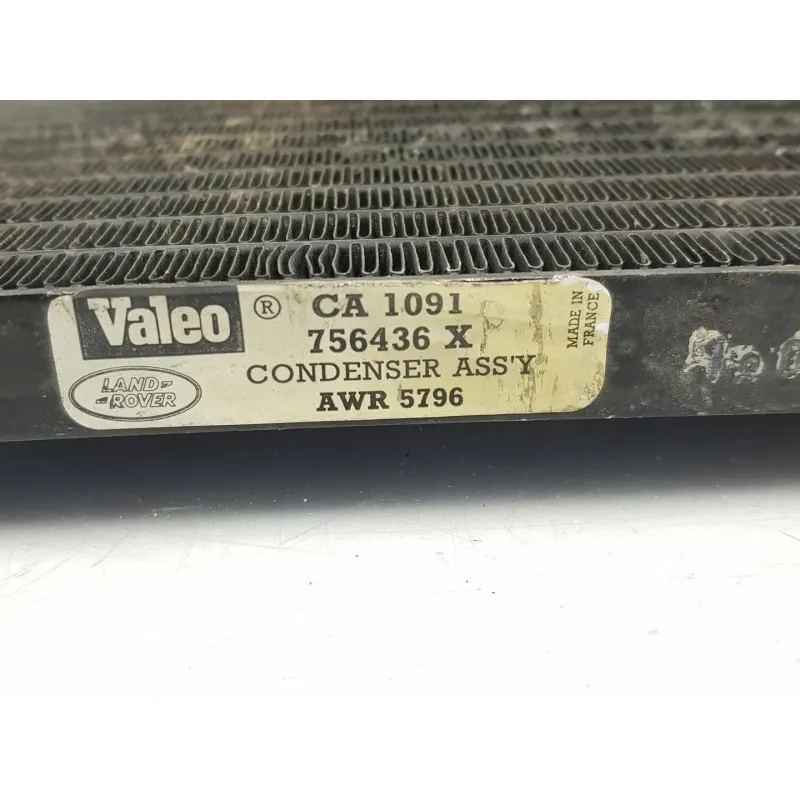 Valeo ® CA 1091
756436 X
CONDENSER ASS'Y
AWR 5796
LAND-
-ROVER
MADE IN
FRANCE